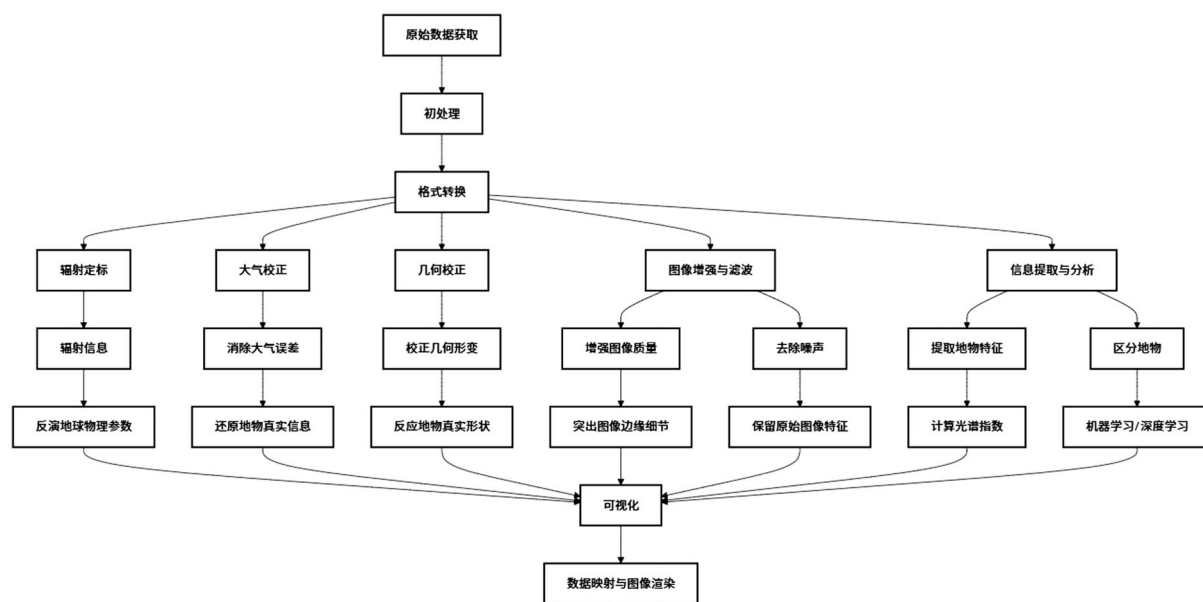 原始数据获取
初处理
格式转换
辐射定标
大气校正
几何校正
图像增强与滤波
信息提取与分析
辐射信息
消除大气误差
校正几何形变
增强图像质量
去除噪声
提取地物特征
区分地物
反演地球物理参数
还原地物真实信息
反应地物真实形状
突出图像边缘细节
保留原始图像特征
计算光谱指数
机器学习/深度学习
可视化
数据映射与图像渲染